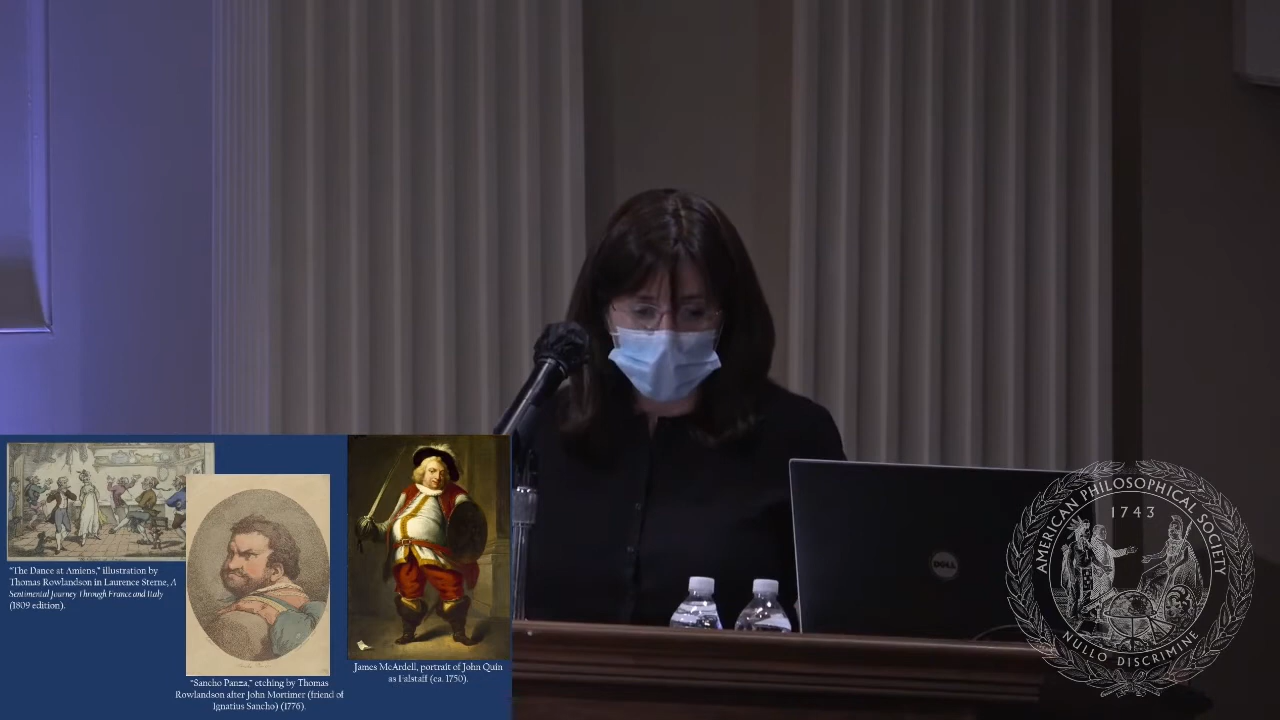 "The Dance at Amiens," illustration by
Thomas Rowlandson in Laurence Sterne, A
Sentimental Journey Through France and Italy
(1809 edition).
"Sancho Panza," etching by Thomas
Rowlandson after John Mortimer (friend of
Ignatius Sancho) (1776).
James McArdell, portrait of John Quin
as Falstaff (ca. 1750).
DELL
AMERICAN PHILOSOPHICAL SOCIETY
1743
NULLO DISCRIMINE